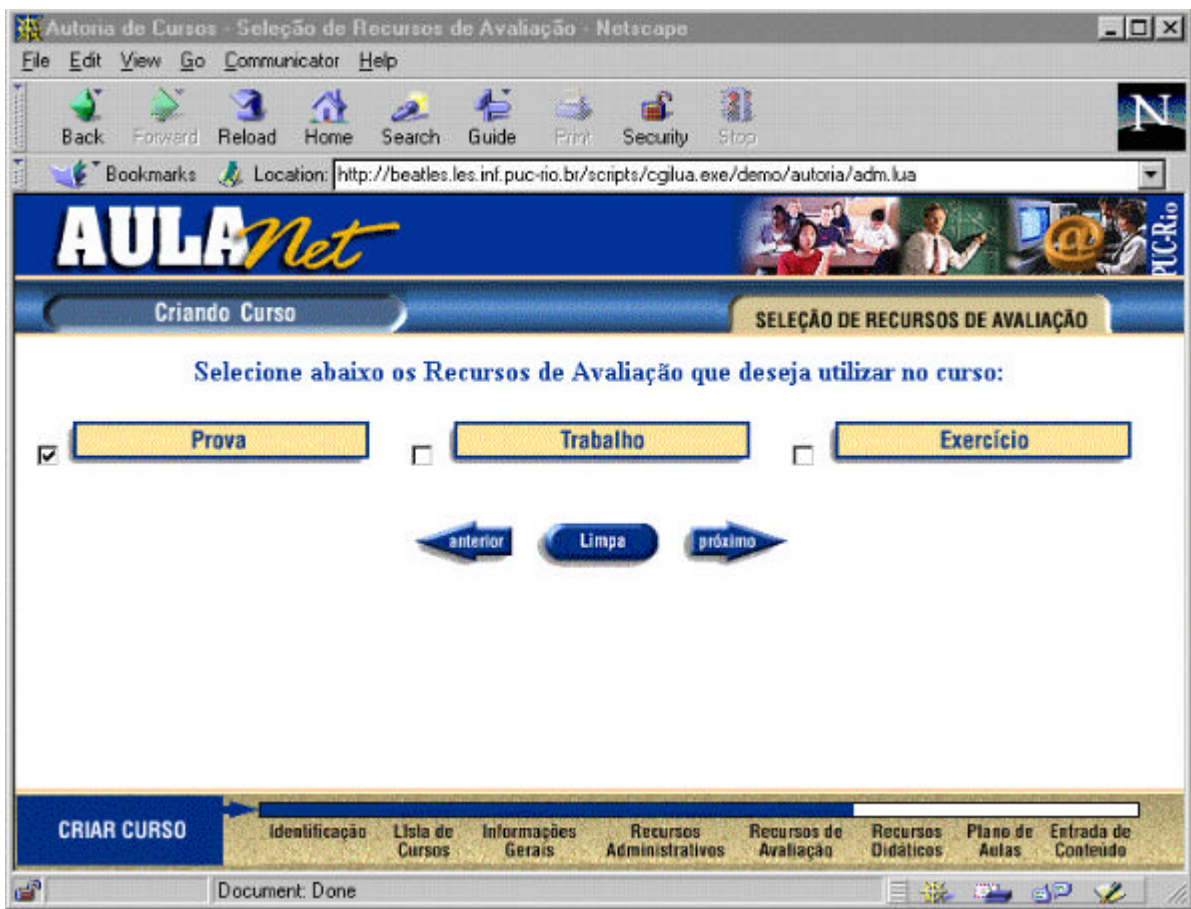 Autoria de Cursos - Seleção de Recursos de Avaliação - Netscape
File Edit View Go Communicator Help
Back Forward Reload Home Search Guide Print Security Stop
N
Bookmarks Location: http://beatles.les.inf.puc-rio.br/scripts/cgilua.exe/demo/autoria/adm.lua
AULANet
@
PUC-Rio
Criando Curso
SELEÇÃO DE RECURSOS DE AVALIAÇÃO
Selecione abaixo os Recursos de Avaliação que deseja utilizar no curso:
Prova Trabalho Exercício
anterior Limpa próximo
CRIAR CURSO
Identificação Lista de Informações Recursos Recursos de Recursos Plano de Entrada de
Cursos Gerais Administrativos Avaliação Didáticos Aulas Conteúdo
Document: Done